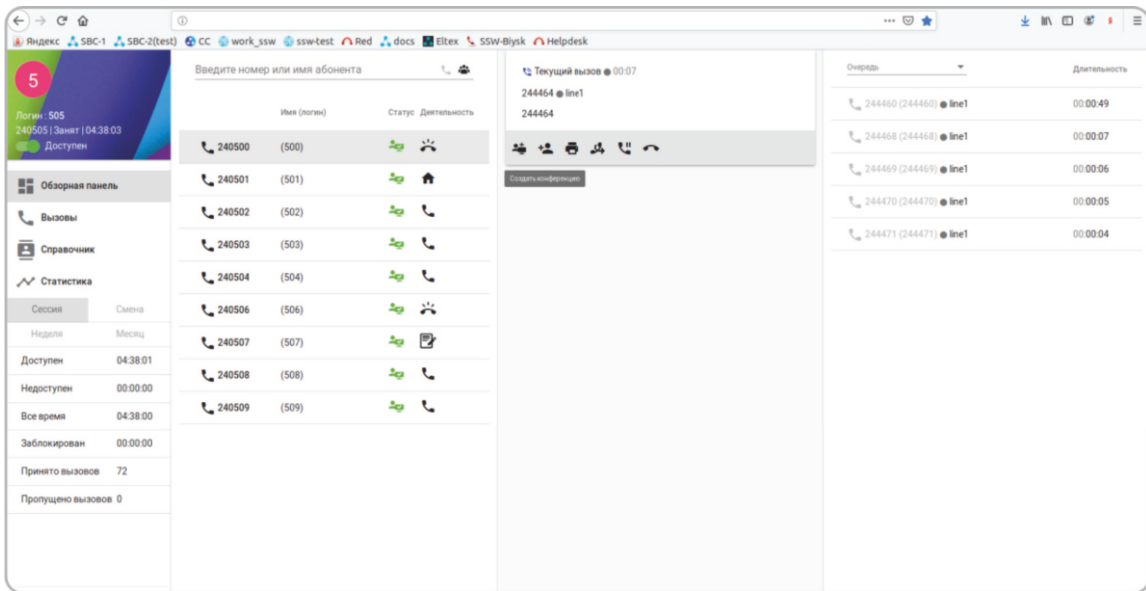 Яндекс SBC-1 SBC-2(test) CC work_ssw ssw-test Red docs Eltex SSW-Biysk Helpdesk
5
Логин : 505
240505 | Занят | 04:38:03
Доступен
Обзорная панель
Вызовы
Справочник
Статистика
Сессия Смена
Неделя Месяц
Доступен 04:38:01
Недоступен 00:00:00
Все время 04:38:00
Заблокирован 00:00:00
Принято вызовов 72
Пропущено вызовов 0
Введите номер или имя абонента
Имя (логин) Статус Деятельность
240500 (500)
240501 (501)
240502 (502)
240503 (503)
240504 (504)
240506 (506)
240507 (507)
240508 (508)
240509 (509)
Текущий вызов 00:07
244464 line1
244464
Создать конференцию
Очередь Длительность
244460 (244460) line1 00:00:49
244468 (244468) line1 00:00:07
244469 (244469) line1 00:00:06
244470 (244470) line1 00:00:05
244471 (244471) line1 00:00:04